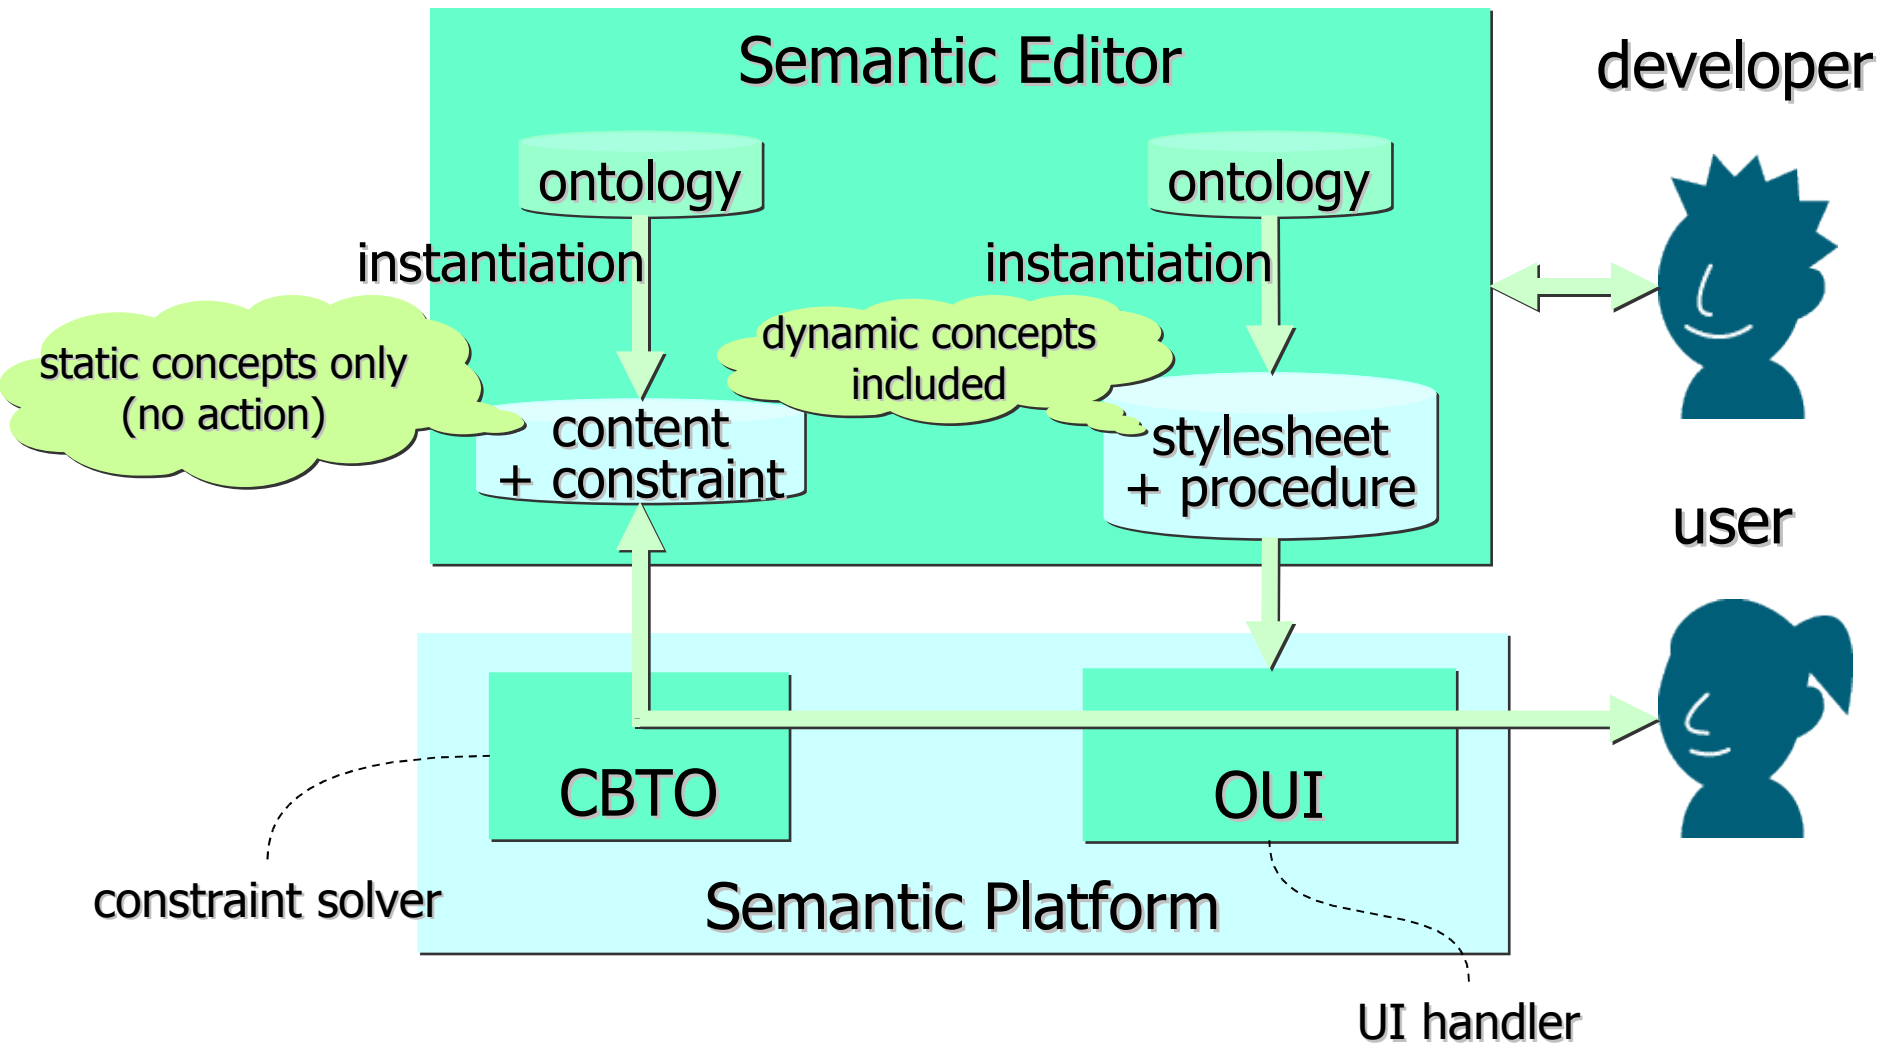 Semantic Editor
developer
ontology
ontology
instantiation
instantiation
static concepts only
(no action)
dynamic concepts
included
content
+ constraint
stylesheet
+ procedure
user
CBTO
OUI
constraint solver
Semantic Platform
UI handler